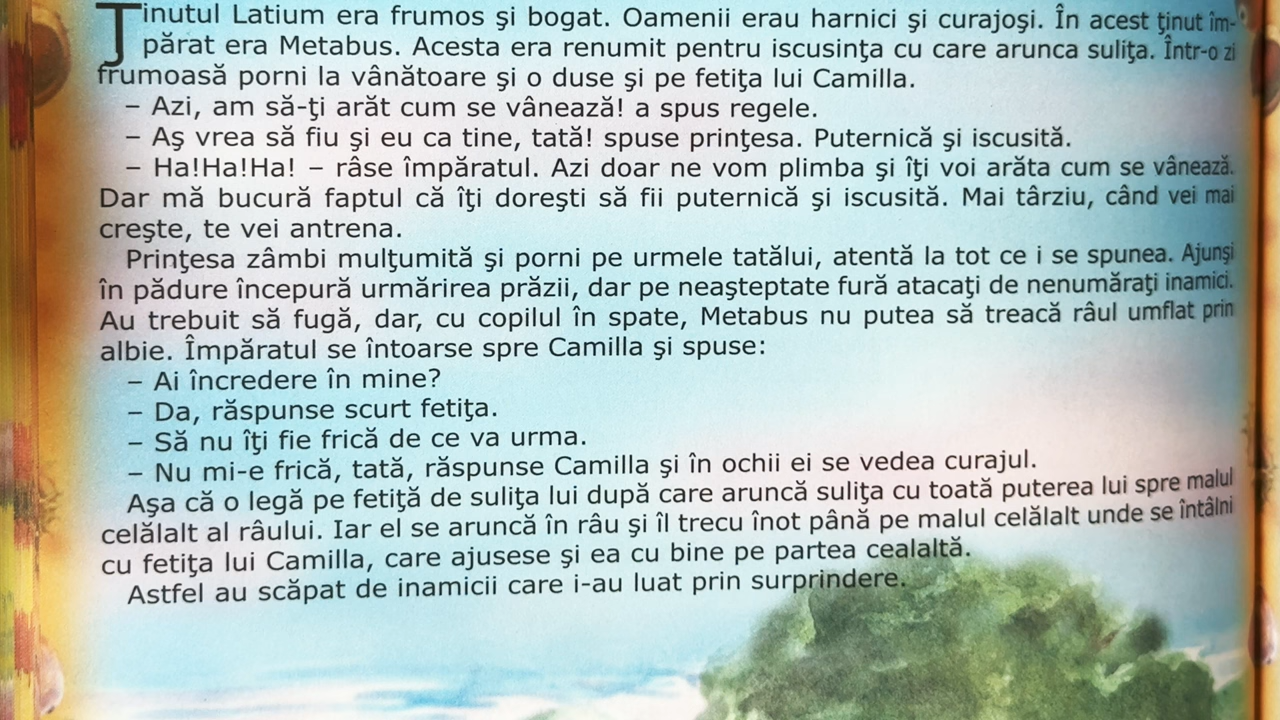 Ţinutul Latium era frumos şi bogat. Oamenii erau harnici şi curajoşi. În acest ţinut îm-
părat era Metabus. Acesta era renumit pentru iscusinţa cu care arunca suliţa. Într-o zi
frumoasă porni la vânătoare şi o duse şi pe fetiţa lui Camilla.
– Azi, am să-ţi arăt cum se vânează! a spus regele.
– Aş vrea să fiu şi eu ca tine, tată! spuse prinţesa. Puternică şi iscusită.
– Ha!Ha!Ha! – râse împăratul. Azi doar ne vom plimba şi îţi voi arăta cum se vânează.
Dar mă bucură faptul că îţi doreşti să fii puternică şi iscusită. Mai târziu, când vei mai
creşte, te vei antrena.
Prinţesa zâmbi mulţumită şi porni pe urmele tatălui, atentă la tot ce i se spunea. Ajunşi
în pădure începură urmărirea prăzii, dar pe neaşteptate fură atacaţi de nenumăraţi inamici.
Au trebuit să fugă, dar, cu copilul în spate, Metabus nu putea să treacă râul umflat prin
albie. Împăratul se întoarse spre Camilla şi spuse:
– Ai încredere în mine?
– Da, răspunse scurt fetiţa.
– Să nu îţi fie frică de ce va urma.
– Nu mi-e frică, tată, răspunse Camilla şi în ochii ei se vedea curajul.
Aşa că o legă pe fetiţă de suliţa lui după care aruncă suliţa cu toată puterea lui spre malul
celălalt al râului. Iar el se aruncă în râu şi îl trecu înot până pe malul celălalt unde se întâlni
cu fetiţa lui Camilla, care ajusese şi ea cu bine pe partea cealaltă.
Astfel au scăpat de inamicii care i-au luat prin surprindere.